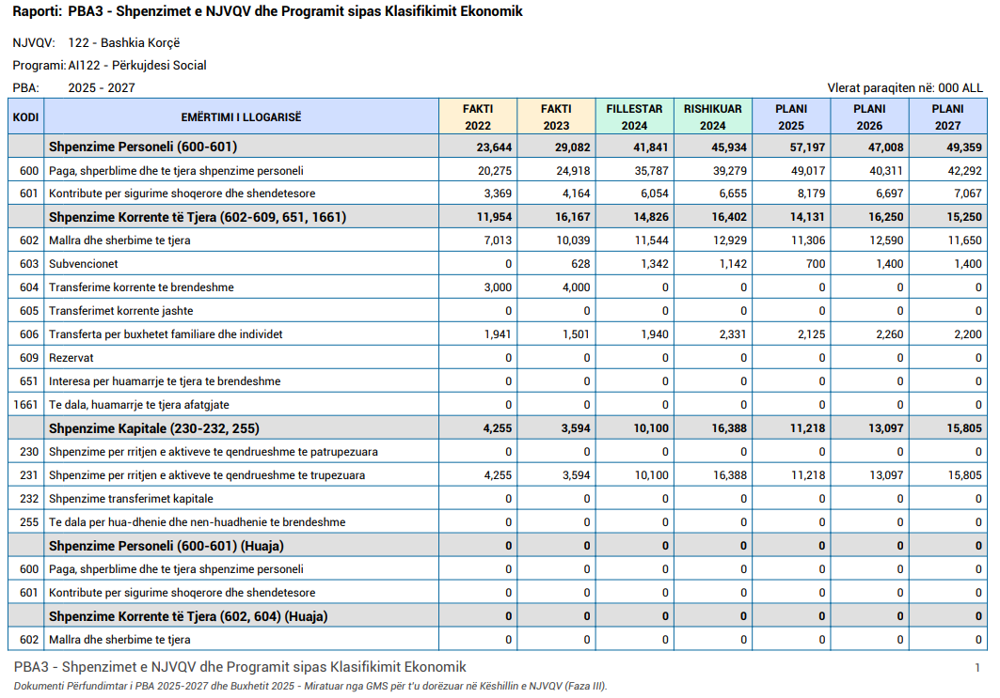 Raporti: PBA3 - Shpenzimet e NJVQV dhe Programit sipas Klasifikimit Ekonomik
NJVQV: 122 - Bashkia Korçë
Programi: AI122 - Përkujdesi Social
PBA: 2025 - 2027 Vlerat paraqiten në: 000 ALL
KODI EMËRTIMI I LLOGARISË FAKTI 2022 FAKTI 2023 FILLESTAR 2024 RISHIKUAR 2024 PLANI 2025 PLANI 2026 PLANI 2027
Shpenzime Personeli (600-601) 23,644 29,082 41,841 45,934 57,197 47,008 49,359
600 Paga, shperblime dhe te tjera shpenzime personeli 20,275 24,918 35,787 39,279 49,017 40,311 42,292
601 Kontribute per sigurime shoqerore dhe shendetesore 3,369 4,164 6,054 6,655 8,179 6,697 7,067
Shpenzime Korrente të Tjera (602-609, 651, 1661) 11,954 16,167 14,826 16,402 14,131 16,250 15,250
602 Mallra dhe sherbime te tjera 7,013 10,039 11,544 12,929 11,306 12,590 11,650
603 Subvencionet 0 628 1,342 1,142 700 1,400 1,400
604 Transferime korrente te brendeshme 3,000 4,000 0 0 0 0 0
605 Transferimet korrente jashte 0 0 0 0 0 0 0
606 Transferta per buxhetet familiare dhe individet 1,941 1,501 1,940 2,331 2,125 2,260 2,200
609 Rezervat 0 0 0 0 0 0 0
651 Interesa per huamarrje te tjera te brendeshme 0 0 0 0 0 0 0
1661 Te dala, huamarrje te tjera afatgjate 0 0 0 0 0 0 0
Shpenzime Kapitale (230-232, 255) 4,255 3,594 10,100 16,388 11,218 13,097 15,805
230 Shpenzime per rritjen e aktiveve te qendrueshme te patrupezuara 0 0 0 0 0 0 0
231 Shpenzime per rritjen e aktiveve te qendrueshme te trupezuara 4,255 3,594 10,100 16,388 11,218 13,097 15,805
232 Shpenzime transferimet kapitale 0 0 0 0 0 0 0
255 Te dala per hua-dhenie dhe nen-huadhenie te brendeshme 0 0 0 0 0 0 0
Shpenzime Personeli (600-601) (Huaja) 0 0 0 0 0 0 0
600 Paga, shperblime dhe te tjera shpenzime personeli 0 0 0 0 0 0 0
601 Kontribute per sigurime shoqerore dhe shendetesore 0 0 0 0 0 0 0
Shpenzime Korrente të Tjera (602, 604) (Huaja) 0 0 0 0 0 0 0
602 Mallra dhe sherbime te tjera 0 0 0 0 0 0 0
PBA3 - Shpenzimet e NJVQV dhe Programit sipas Klasifikimit Ekonomik 1
Dokumenti Përfundimtar i PBA 2025-2027 dhe Buxhetit 2025 - Miratuar nga GMS për t'u dorëzuar në Këshillin e NJVQV (Faza III).